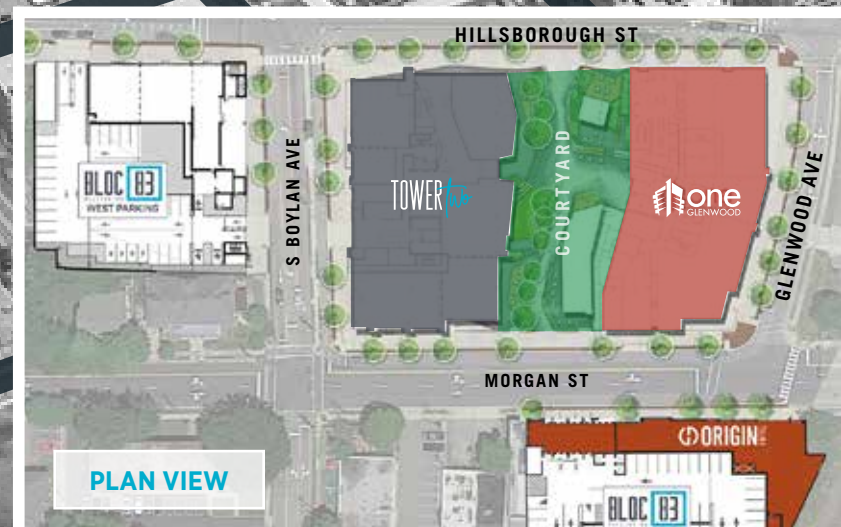 HILLSBOROUGH ST
BLOC 83
WEST PARKING
S BOYLAN AVE
TOWER two
COURTYARD
one
GLENWOOD
GLENWOOD AVE
MORGAN ST
ORIGIN
PLAN VIEW
BLOC 83